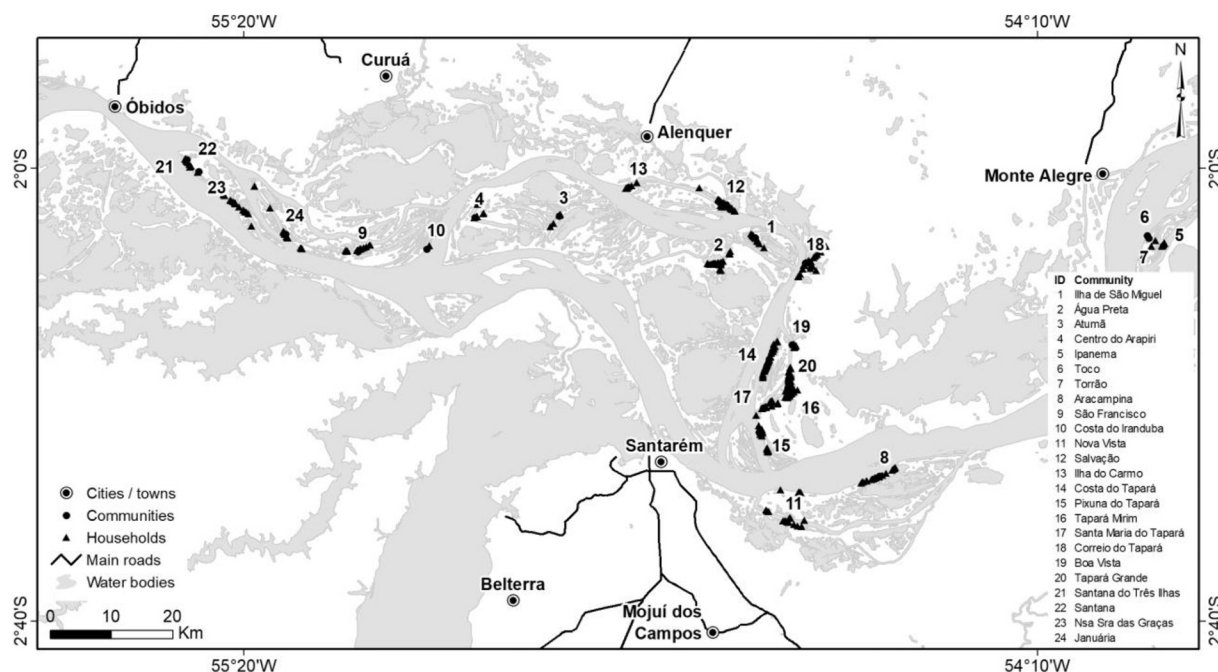 55°20'W
54°10'W
N
Curuá
Óbidos
Alenquer
2°0'S
2°0'S
Monte Alegre
22
21
23
24
9
10
4
3
13
12
1
2
18
6
5
7
19
14
20
17
16
15
8
11
Santarém
Belterra
Mojuí dos
Campos
ID Community
1 Ilha de São Miguel
2 Água Preta
3 Atumã
4 Centro do Arapiri
5 Ipanema
6 Toco
7 Torrão
8 Aracampina
9 São Francisco
10 Costa do Iranduba
11 Nova Vista
12 Salvação
13 Ilha do Carmo
14 Costa do Tapará
15 Pixuna do Tapará
16 Tapará Mirim
17 Santa Maria do Tapará
18 Correio do Tapará
19 Boa Vista
20 Tapará Grande
21 Santana do Três Ilhas
22 Santana
23 Nsa Sra das Graças
24 Januária
Cities / towns
Communities
Households
Main roads
Water bodies
0 10 20
Km
2°40'S
2°40'S
55°20'W
54°10'W